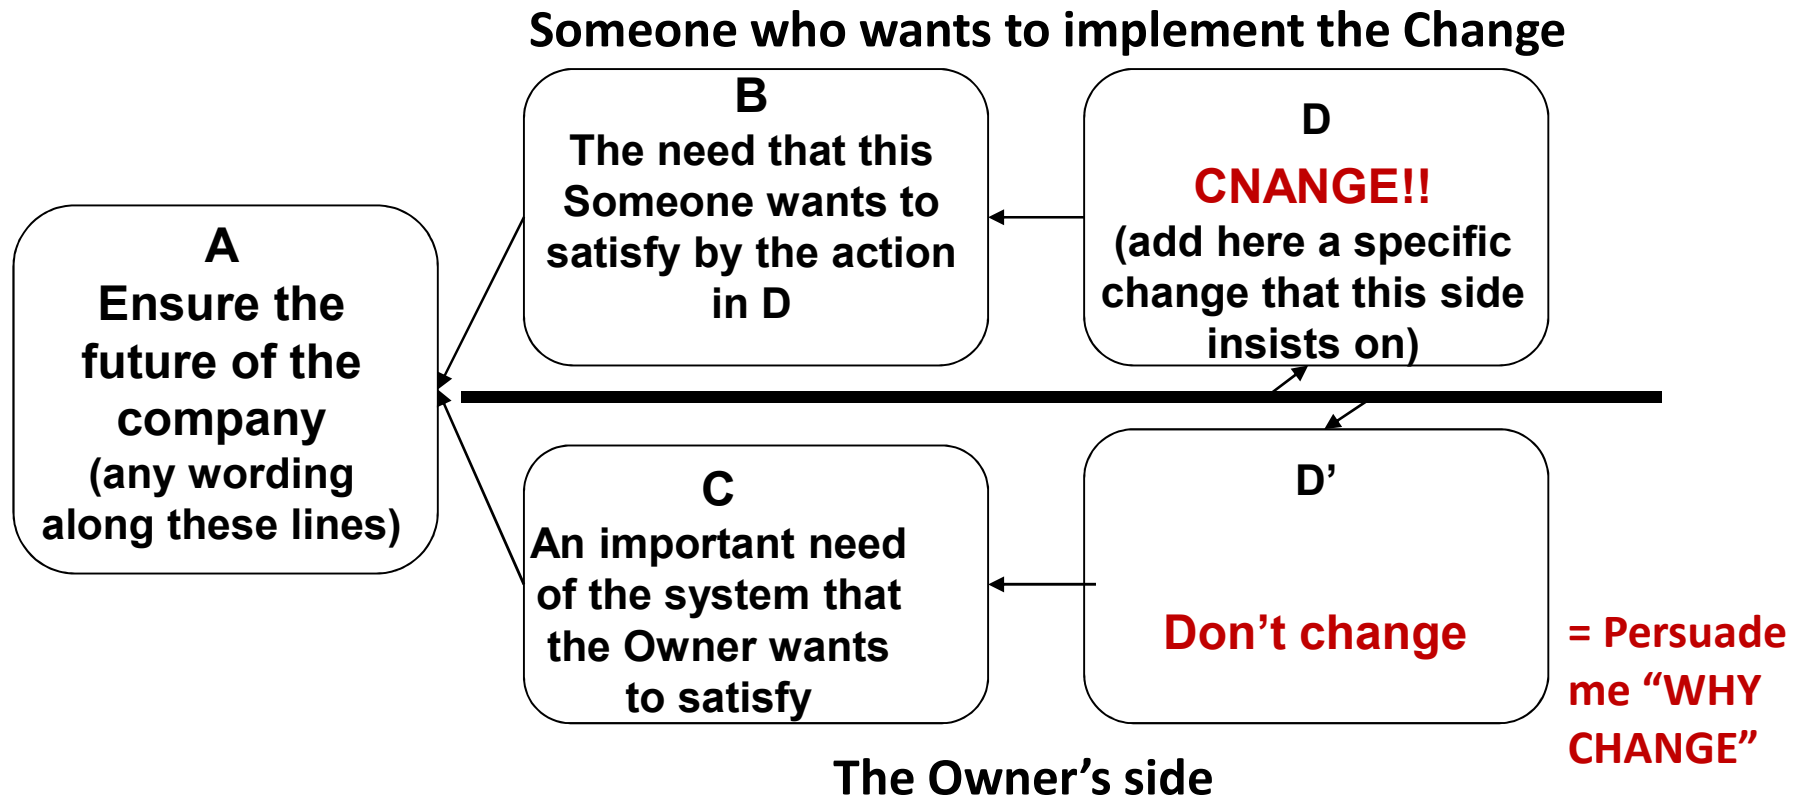 Someone who wants to implement the Change
B
The need that this
Someone wants to
satisfy by the action
in D
D
CNANGE!!
(add here a specific
change that this side
insists on)
A
Ensure the
future of the
company
(any wording
along these lines)
C
An important need
of the system that
the Owner wants
to satisfy
D’
Don’t change
= Persuade
me “WHY
CHANGE”
The Owner’s side